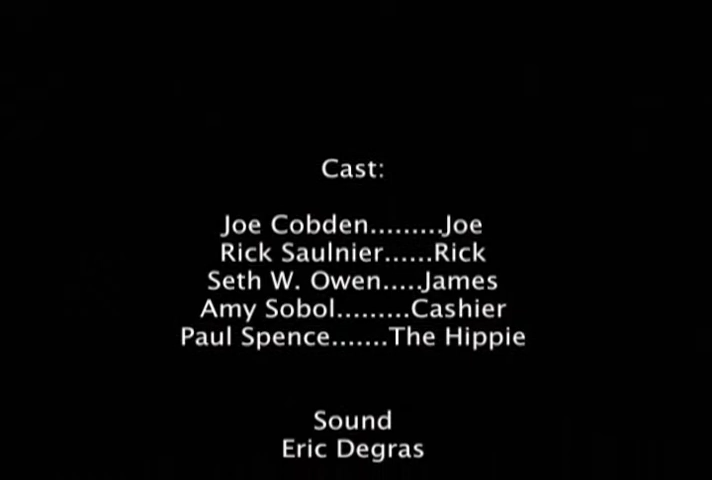 Cast:
Joe Cobden.........Joe
Rick Saulnier......Rick
Seth W. Owen.....James
Amy Sobol.........Cashier
Paul Spence.......The Hippie
Sound
Eric Degras